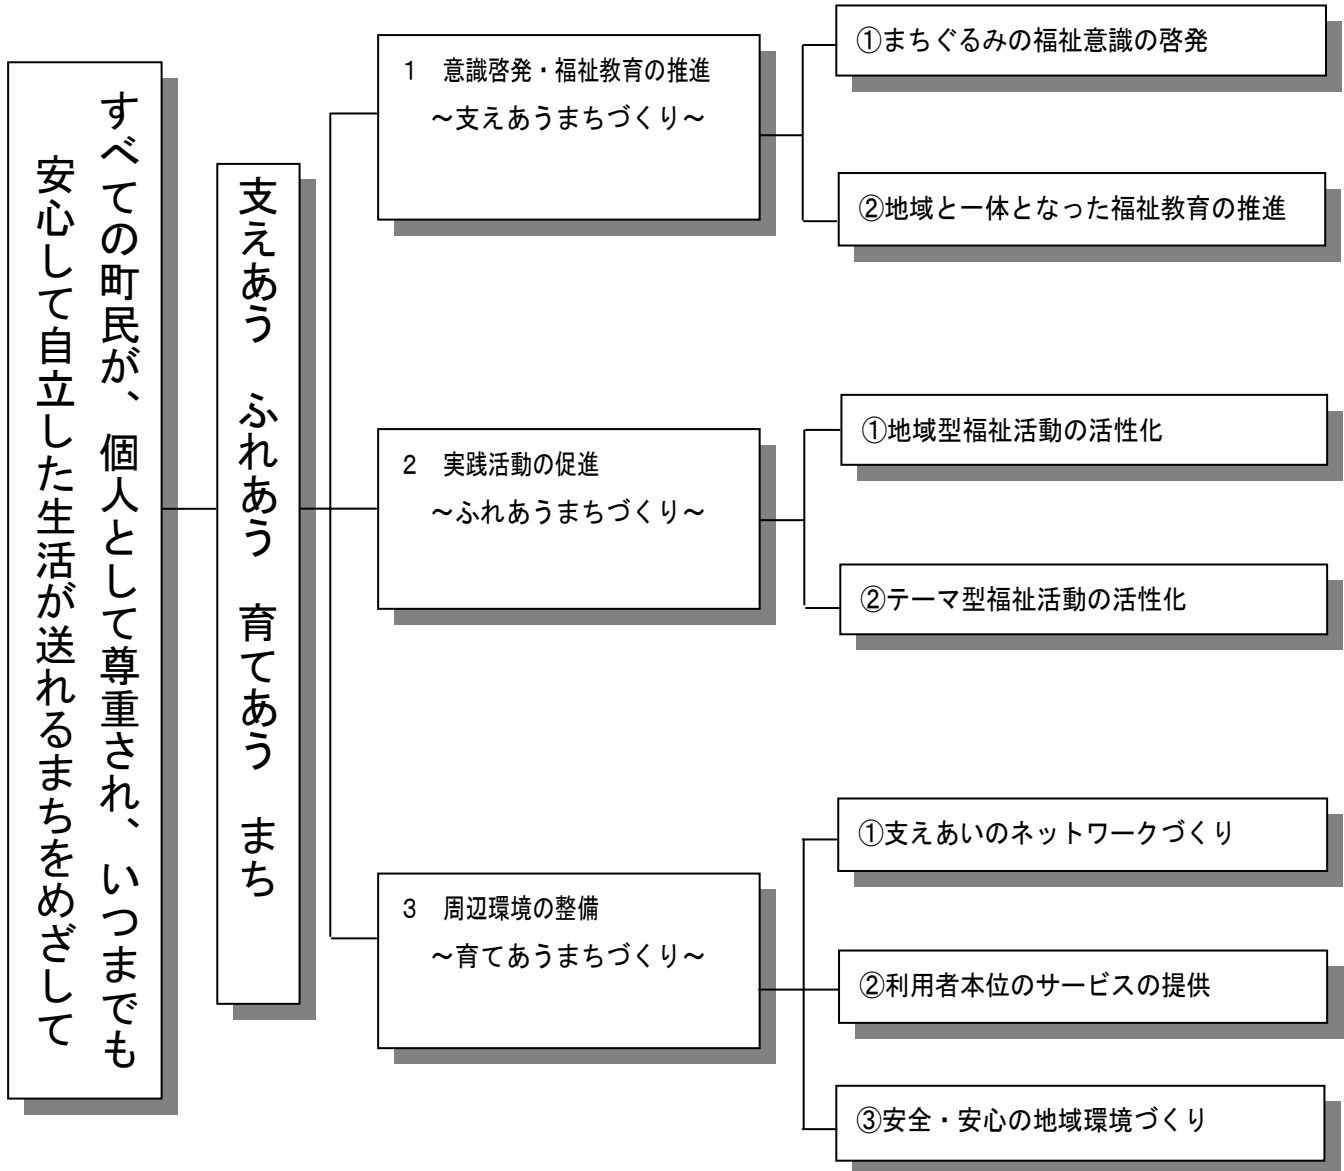 すべての町民が、個人として尊重され、いつまでも
安心して自立した生活が送れるまちをめざして
支えあう　ふれあう　育てあう　まち
1　意識啓発・福祉教育の推進
～支えあうまちづくり～
①まちぐるみの福祉意識の啓発
②地域と一体となった福祉教育の推進
2　実践活動の促進
～ふれあうまちづくり～
①地域型福祉活動の活性化
②テーマ型福祉活動の活性化
3　周辺環境の整備
～育てあうまちづくり～
①支えあいのネットワークづくり
②利用者本位のサービスの提供
③安全・安心の地域環境づくり